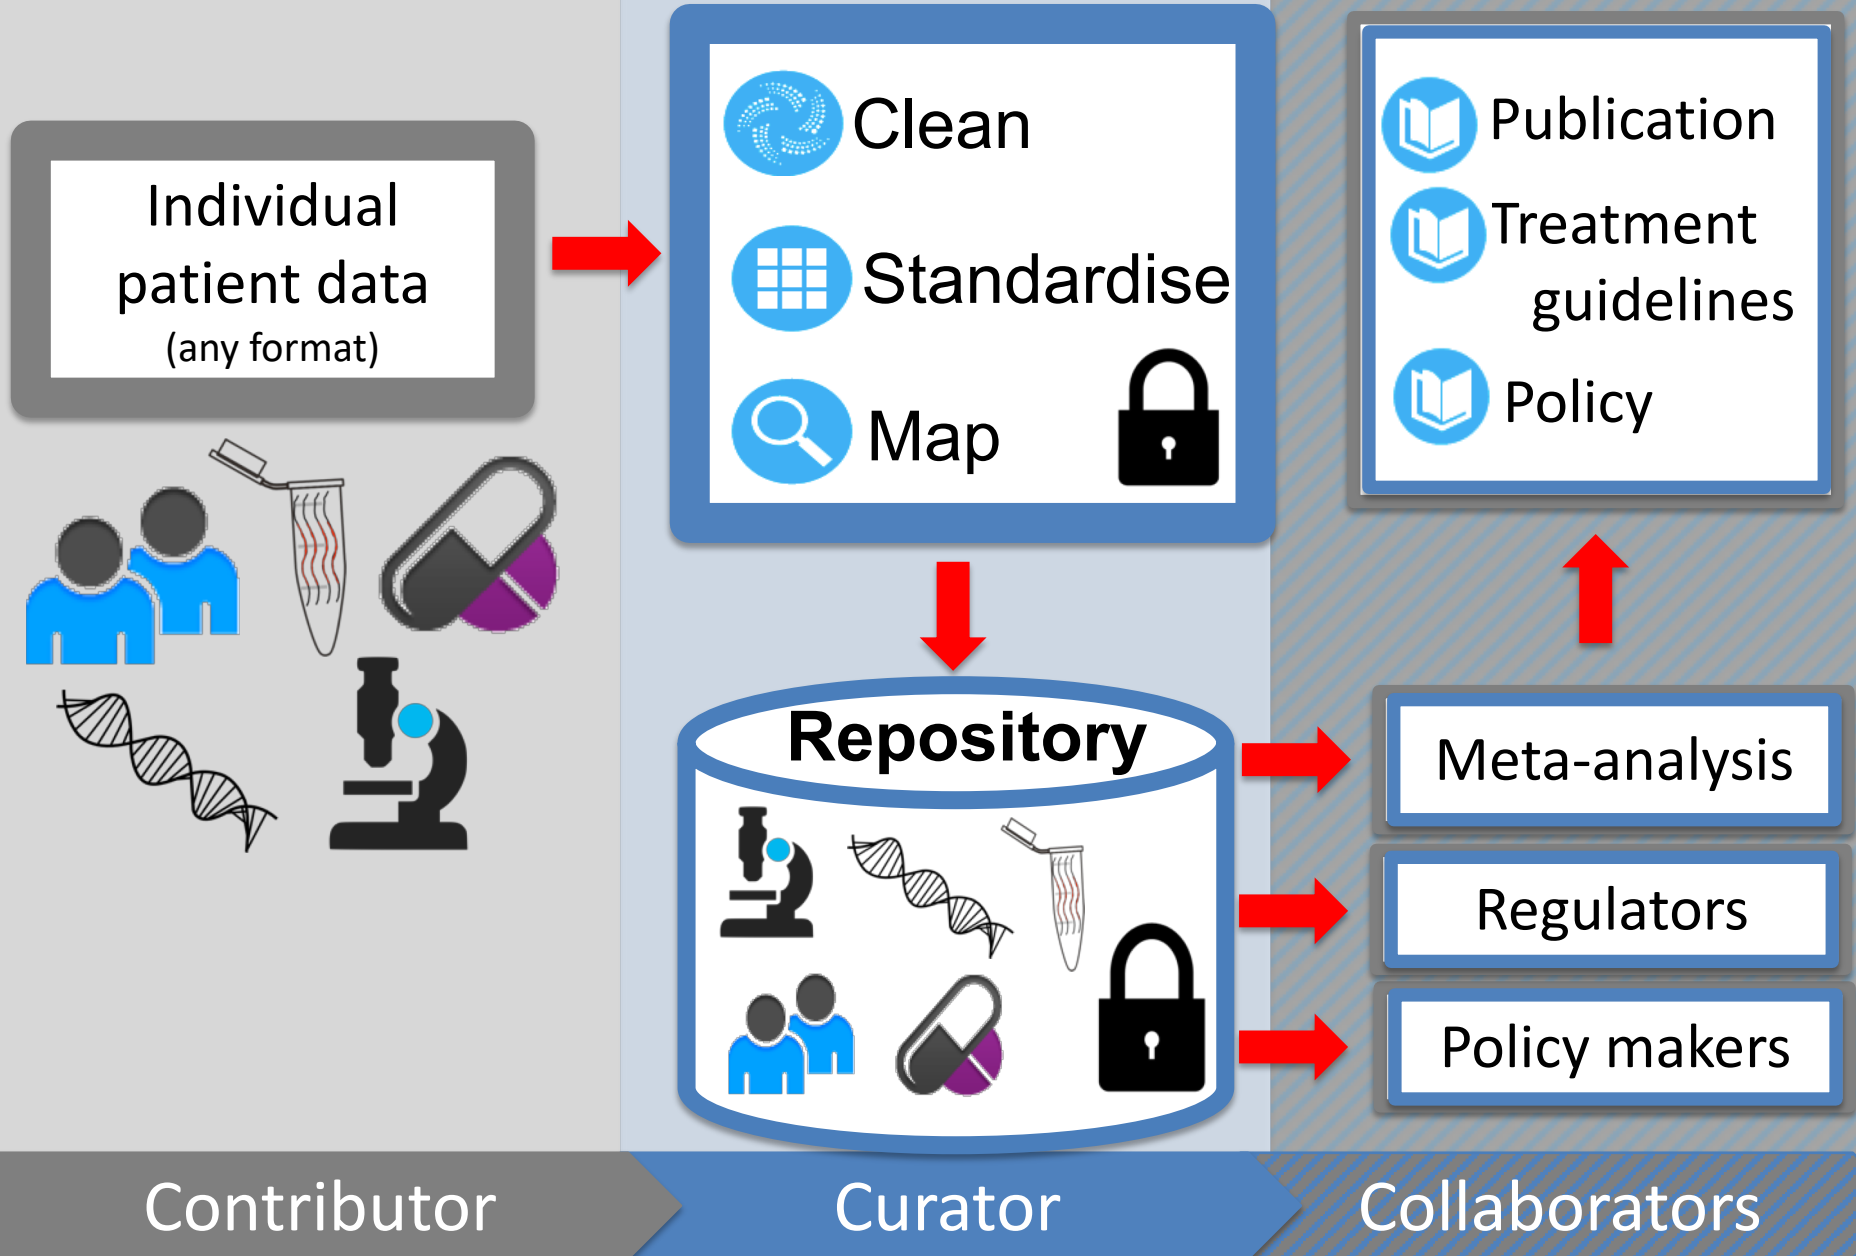 Individual
patient data
(any format)
Clean
Standardise
Map
Repository
Publication
Treatment
guidelines
Policy
Meta-analysis
Regulators
Policy makers
Contributor
Curator
Collaborators